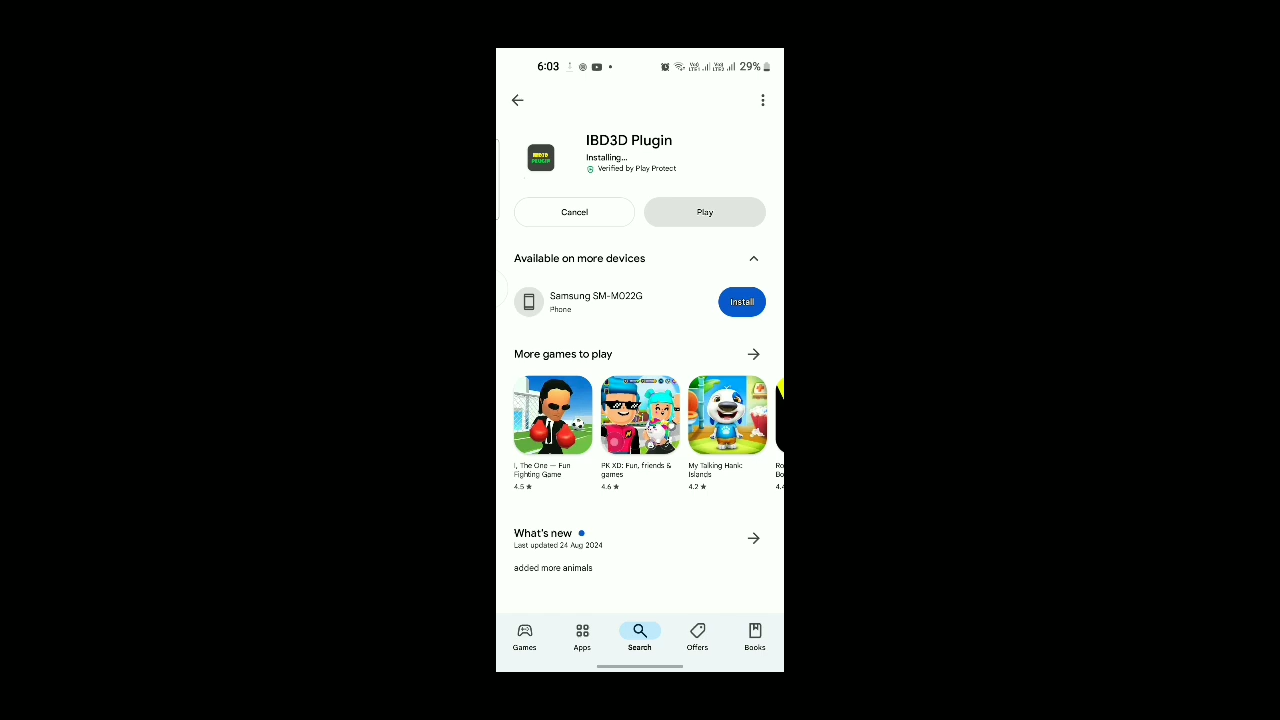 6:03
29%
IBD3D Plugin
Installing...
Verified by Play Protect
Cancel
Play
Available on more devices
Samsung SM-M022G
Phone
Install
More games to play
I, The One — Fun
Fighting Game
4.5 ★
PK XD: Fun, friends &
games
4.6 ★
My Talking Hank:
Islands
4.2 ★
What's new
Last updated 24 Aug 2024
added more animals
Games
Apps
Search
Offers
Books